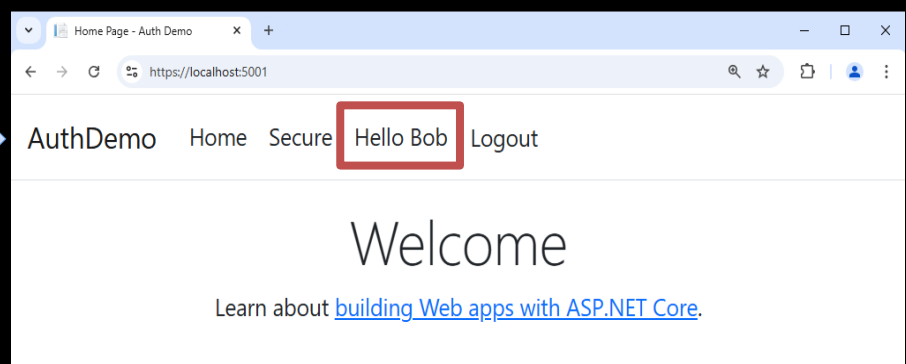 Home Page - Auth Demo
https://localhost:5001
AuthDemo Home Secure Hello Bob Logout
Welcome
Learn about building Web apps with ASP.NET Core.